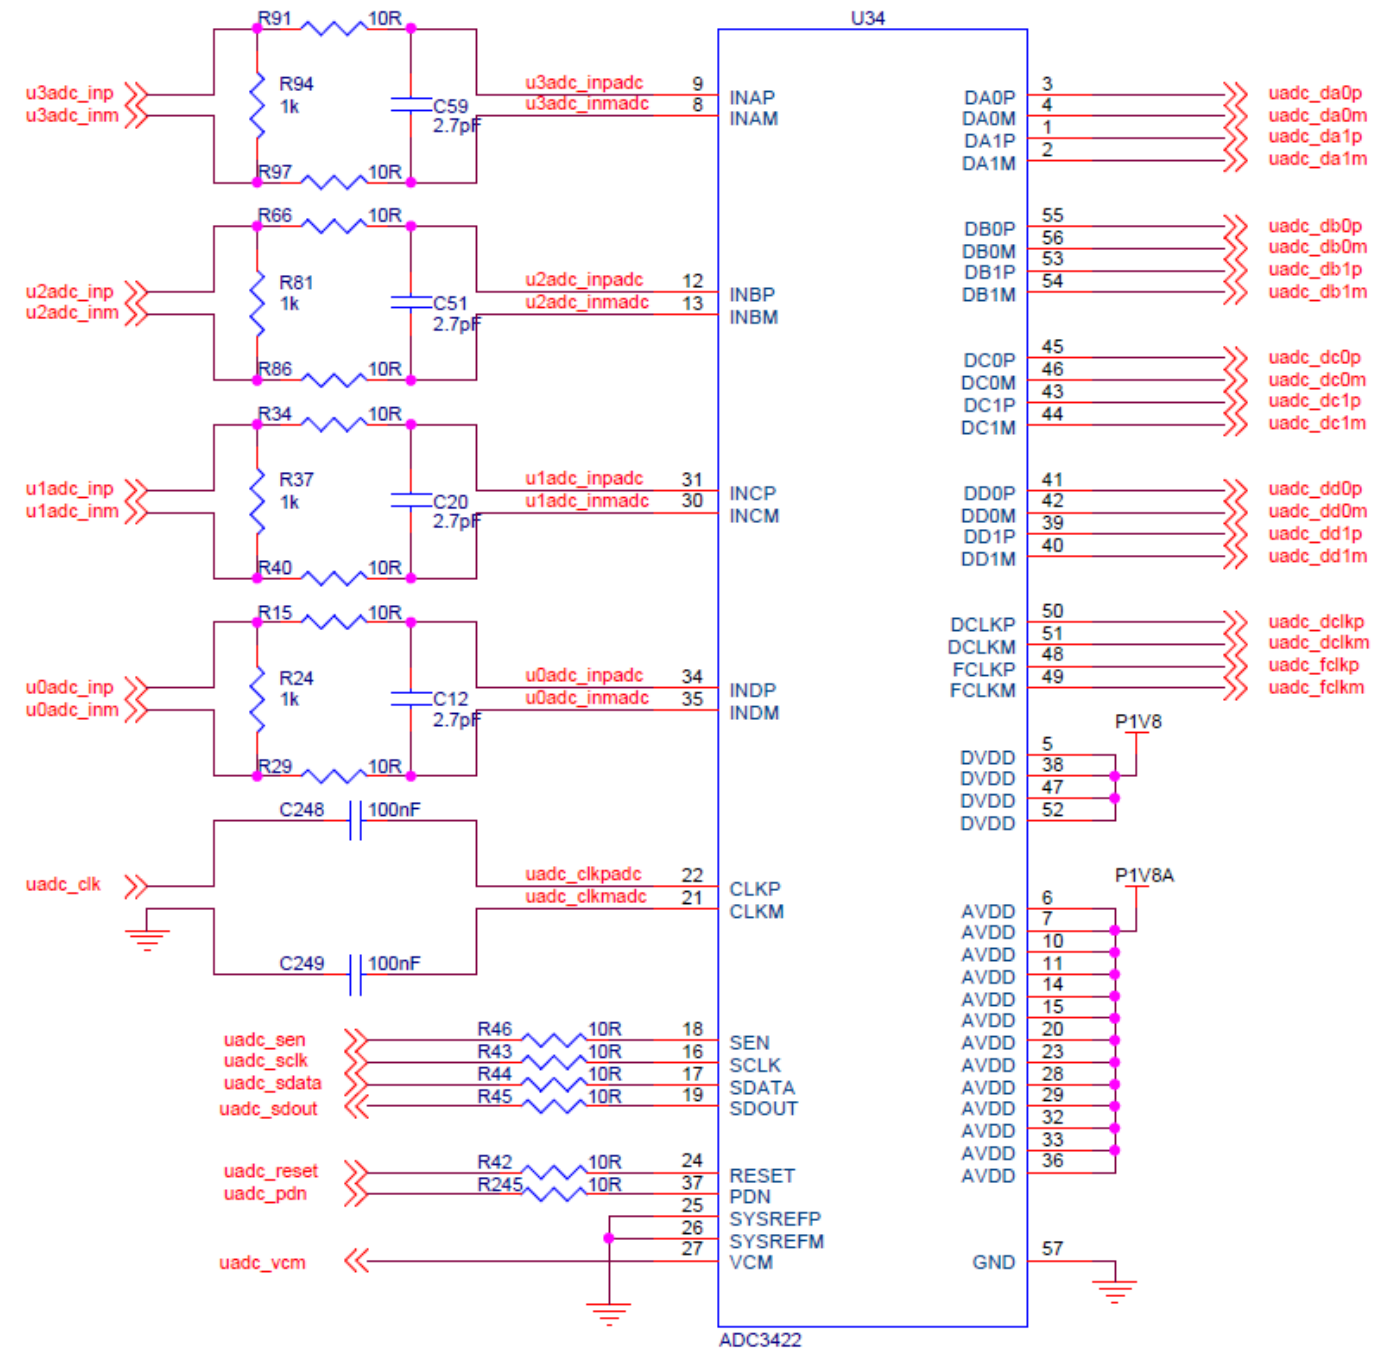 U34
R91 10R
R94
1k
C59
2.7pF
R97 10R
u3adc_inp
u3adc_inm
u3adc_inpadc
u3adc_inmadc
9 INAP
8 INAM
R66 10R
R81
1k
C51
2.7pF
R86 10R
u2adc_inp
u2adc_inm
u2adc_inpadc
u2adc_inmadc
12 INBP
13 INBM
R34 10R
R37
1k
C20
2.7pF
R40 10R
u1adc_inp
u1adc_inm
u1adc_inpadc
u1adc_inmadc
31 INCP
30 INCM
R15 10R
R24
1k
C12
2.7pF
R29 10R
u0adc_inp
u0adc_inm
u0adc_inpadc
u0adc_inmadc
34 INDP
35 INDM
C248 100nF
uadc_clk
uadc_clkpadc
uadc_clkmadc
22 CLKP
21 CLKM
C249 100nF
uadc_sen R46 10R 18 SEN
uadc_sclk R43 10R 16 SCLK
uadc_sdata R44 10R 17 SDATA
uadc_sdout R45 10R 19 SDOUT
uadc_reset R42 10R 24 RESET
uadc_pdn R245 10R 37 PDN
25 SYSREFP
26 SYSREFM
uadc_vcm 27 VCM
DA0P 3 uadc_da0p
DA0M 4 uadc_da0m
DA1P 1 uadc_da1p
DA1M 2 uadc_da1m
DB0P 55 uadc_db0p
DB0M 56 uadc_db0m
DB1P 53 uadc_db1p
DB1M 54 uadc_db1m
DC0P 45 uadc_dc0p
DC0M 46 uadc_dc0m
DC1P 43 uadc_dc1p
DC1M 44 uadc_dc1m
DD0P 41 uadc_dd0p
DD0M 42 uadc_dd0m
DD1P 39 uadc_dd1p
DD1M 40 uadc_dd1m
DCLKP 50 uadc_dclkp
DCLKM 51 uadc_dclkm
FCLKP 48 uadc_fclkp
FCLKM 49 uadc_fclkm
P1V8
DVDD 5
DVDD 38
DVDD 47
DVDD 52
P1V8A
AVDD 6
AVDD 7
AVDD 10
AVDD 11
AVDD 14
AVDD 15
AVDD 20
AVDD 23
AVDD 28
AVDD 29
AVDD 32
AVDD 33
AVDD 36
GND 57
ADC3422